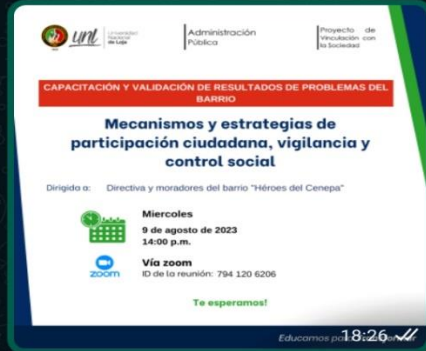 unl
Universidad
Nacional
de Loja
Administración
Pública
Proyecto de
Vinculación con
la Sociedad
CAPACITACIÓN Y VALIDACIÓN DE RESULTADOS DE PROBLEMAS DEL
BARRIO
Mecanismos y estrategias de
participación ciudadana, vigilancia y
control social
Dirigido a: Directiva y moradores del barrio "Héroes del Cenepa"
Miercoles
9 de agosto de 2023
14:00 p.m.
zoom
Vía zoom
ID de la reunión: 794 120 6206
Te esperamos!
Educamos para
18:26